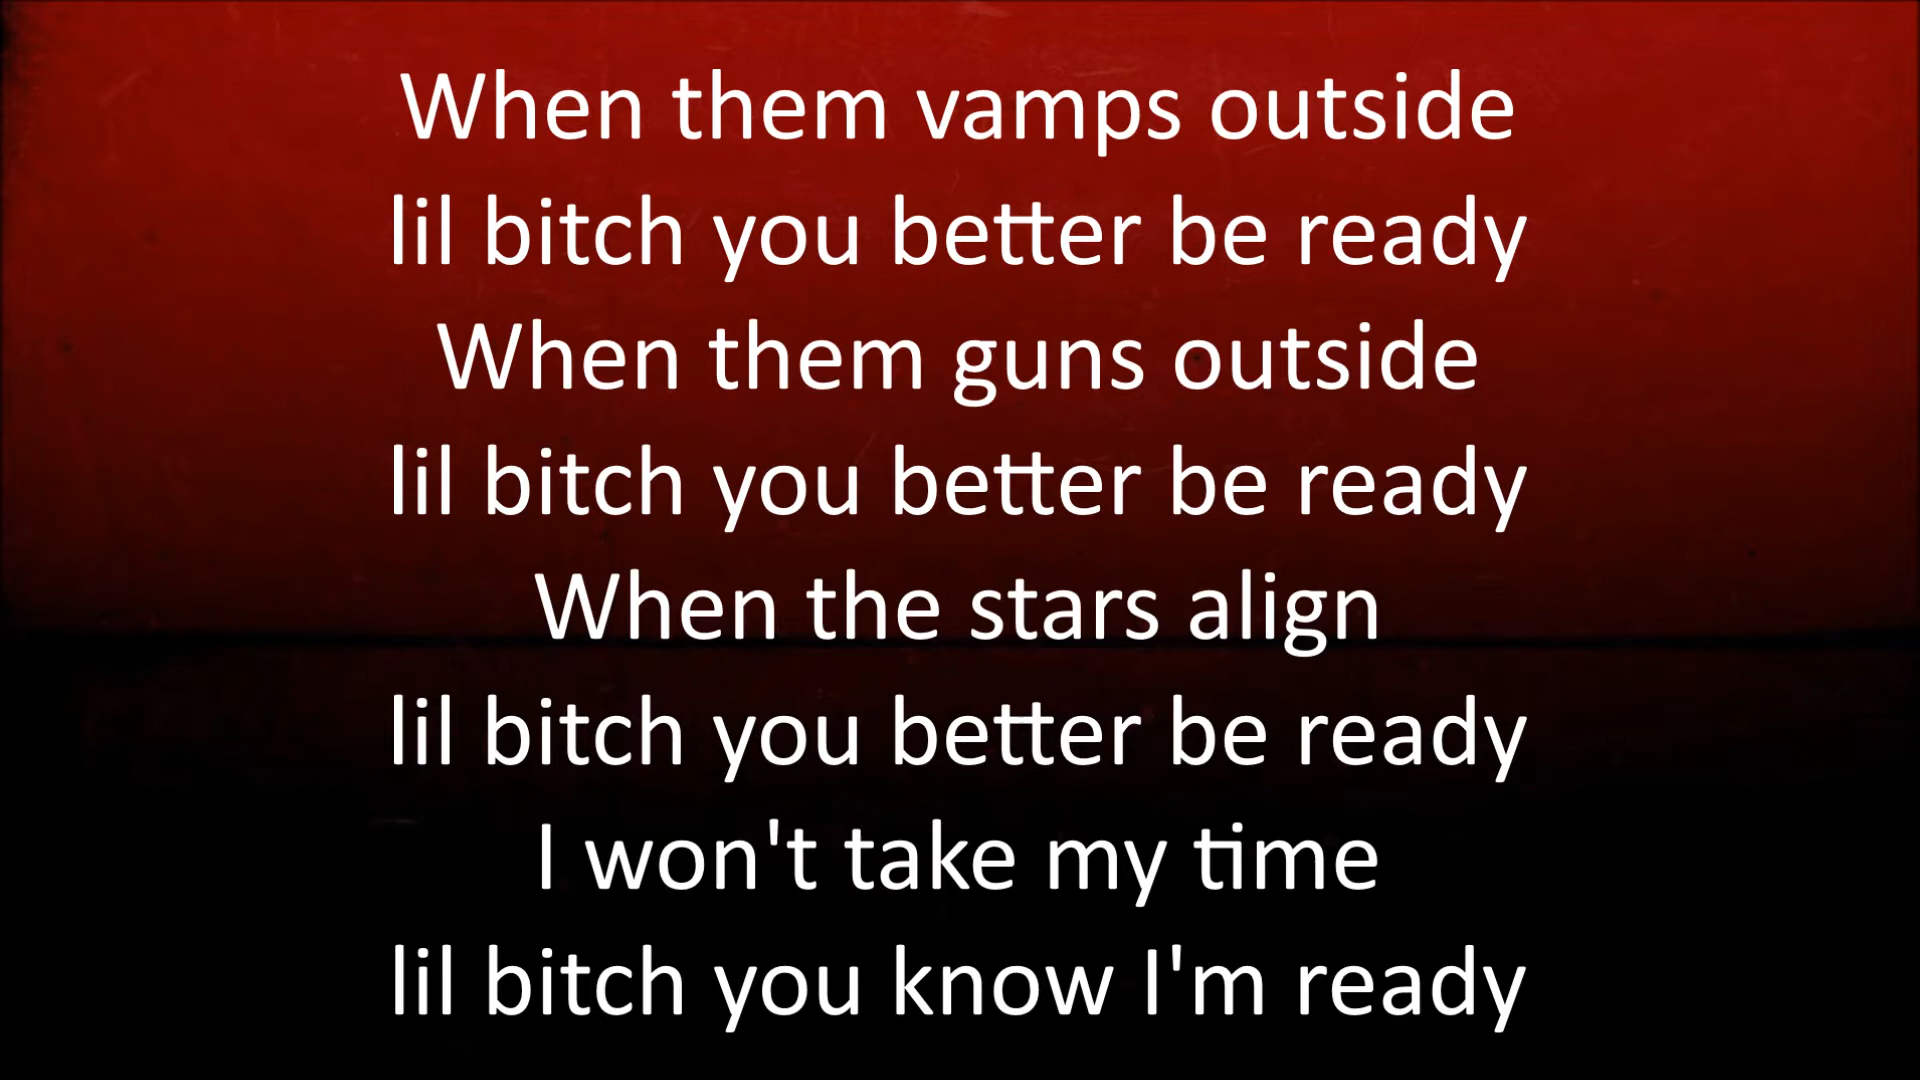 When them vamps outside
lil bitch you better be ready
When them guns outside
lil bitch you better be ready
When the stars align
lil bitch you better be ready
I won't take my time
lil bitch you know I'm ready